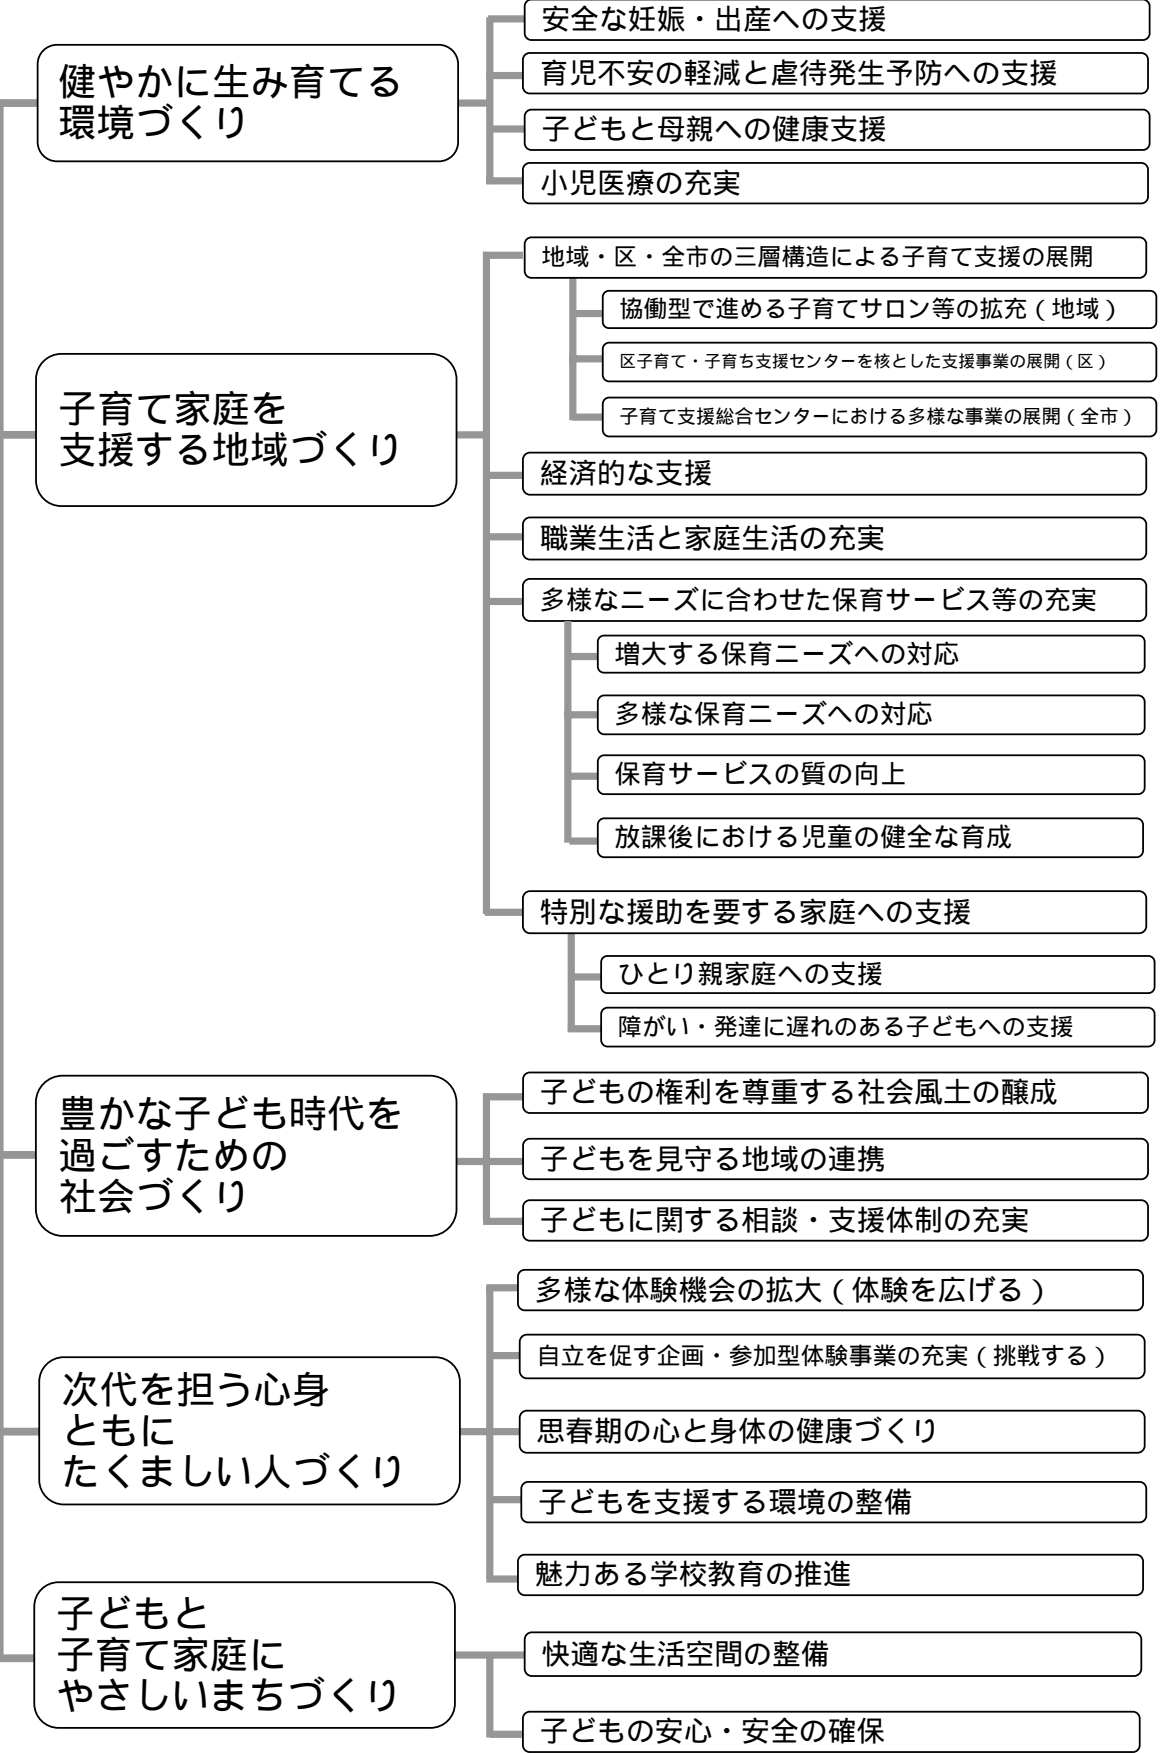 健やかに生み育てる
環境づくり
安全な妊娠・出産への支援
育児不安の軽減と虐待発生予防への支援
子どもと母親への健康支援
小児医療の充実
子育て家庭を
支援する地域づくり
地域・区・全市の三層構造による子育て支援の展開
協働型で進める子育てサロン等の拡充（地域）
区子育て・子育ち支援センターを核とした支援事業の展開（区）
子育て支援総合センターにおける多様な事業の展開（全市）
経済的な支援
職業生活と家庭生活の充実
多様なニーズに合わせた保育サービス等の充実
増大する保育ニーズへの対応
多様な保育ニーズへの対応
保育サービスの質の向上
放課後における児童の健全な育成
特別な援助を要する家庭への支援
ひとり親家庭への支援
障がい・発達に遅れのある子どもへの支援
豊かな子ども時代を
過ごすための
社会づくり
子どもの権利を尊重する社会風土の醸成
子どもを見守る地域の連携
子どもに関する相談・支援体制の充実
次代を担う心身
ともに
たくましい人づくり
多様な体験機会の拡大（体験を広げる）
自立を促す企画・参加型体験事業の充実（挑戦する）
思春期の心と身体の健康づくり
子どもを支援する環境の整備
魅力ある学校教育の推進
子どもと
子育て家庭に
やさしいまちづくり
快適な生活空間の整備
子どもの安心・安全の確保